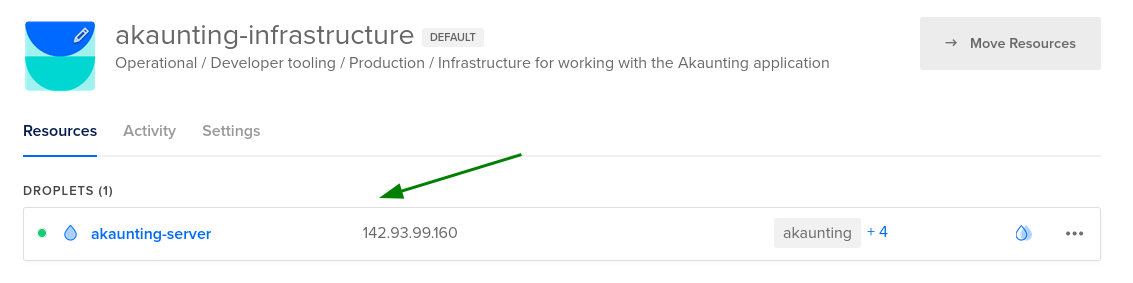 akaunting-infrastructure DEFAULT
Operational / Developer tooling / Production / Infrastructure for working with the Akaunting application
→ Move Resources
Resources Activity Settings
DROPLETS (1)
akaunting-server 142.93.99.160 akaunting + 4